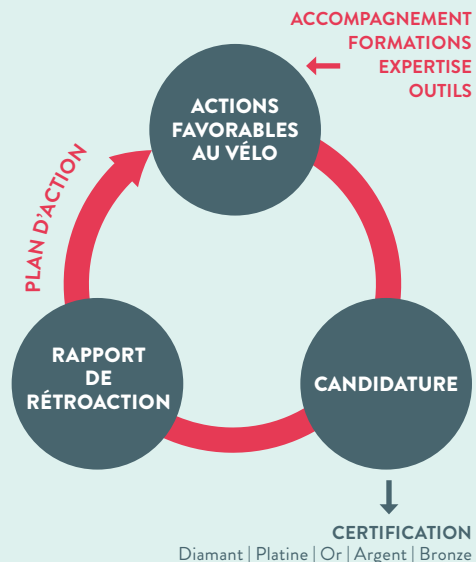 ACCOMPAGNEMENT
FORMATIONS
EXPERTISE
OUTILS
ACTIONS
FAVORABLES
AU VÉLO
PLAN D'ACTION
RAPPORT
DE
RÉTROACTION
CANDIDATURE
CERTIFICATION
Diamant | Platine | Or | Argent | Bronze